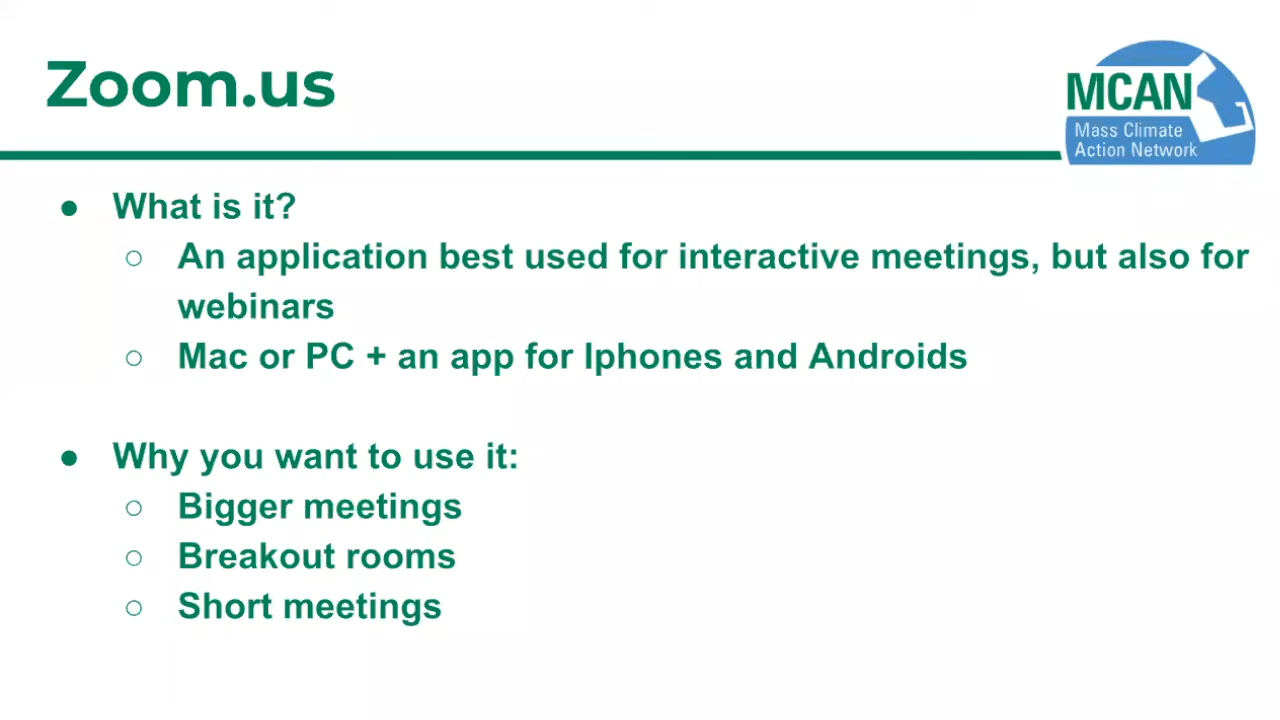 Zoom.us
MCAN
Mass Climate
Action Network
● What is it?
○ An application best used for interactive meetings, but also for
webinars
○ Mac or PC + an app for Iphones and Androids
● Why you want to use it:
○ Bigger meetings
○ Breakout rooms
○ Short meetings